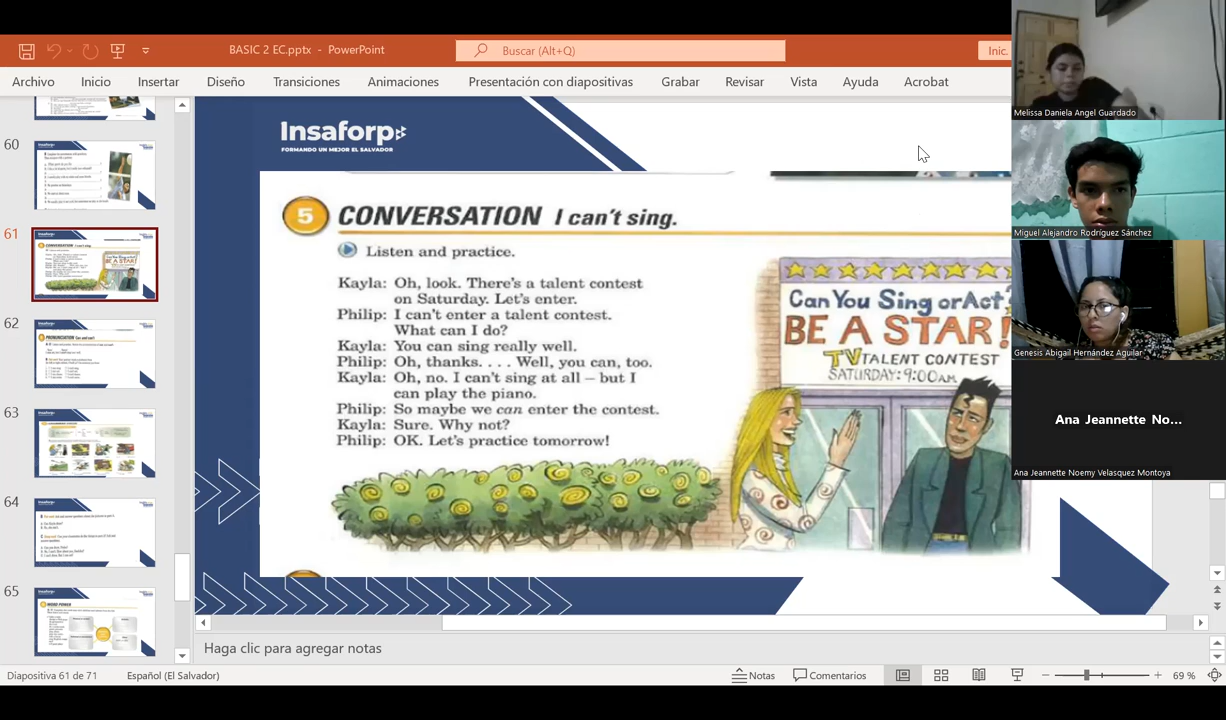 BASIC 2 EC.pptx - PowerPoint
Buscar (Alt+Q)
Inic.
Archivo Inicio Insertar Diseño Transiciones Animaciones Presentación con diapositivas Grabar Revisar Vista Ayuda Acrobat
60
61
62
63
64
65
Insaforp
FORMANDO UN MEJOR EL SALVADOR
5 CONVERSATION I can't sing.
Listen and practice.
Kayla: Oh, look. There's a talent contest
on Saturday. Let's enter.
Philip: I can't enter a talent contest.
What can I do?
Kayla: You can sing really well.
Philip: Oh, thanks. . . . Well, you can, too.
Kayla: Oh, no. I can't sing at all – but I
can play the piano.
Philip: So maybe we can enter the contest.
Kayla: Sure. Why not?
Philip: OK. Let's practice tomorrow!
Can You Sing or Act?
BE A STAR!
TV TALENT CONTEST
SATURDAY: 9:00 AM
Melissa Daniela Angel Guardado
Miguel Alejandro Rodríguez Sánchez
Genesis Abigail Hernández Aguilar
Ana Jeannette No...
Ana Jeannette Noemy Velasquez Montoya
Haga clic para agregar notas
Diapositiva 61 de 71 Español (El Salvador) Notas Comentarios 69 %